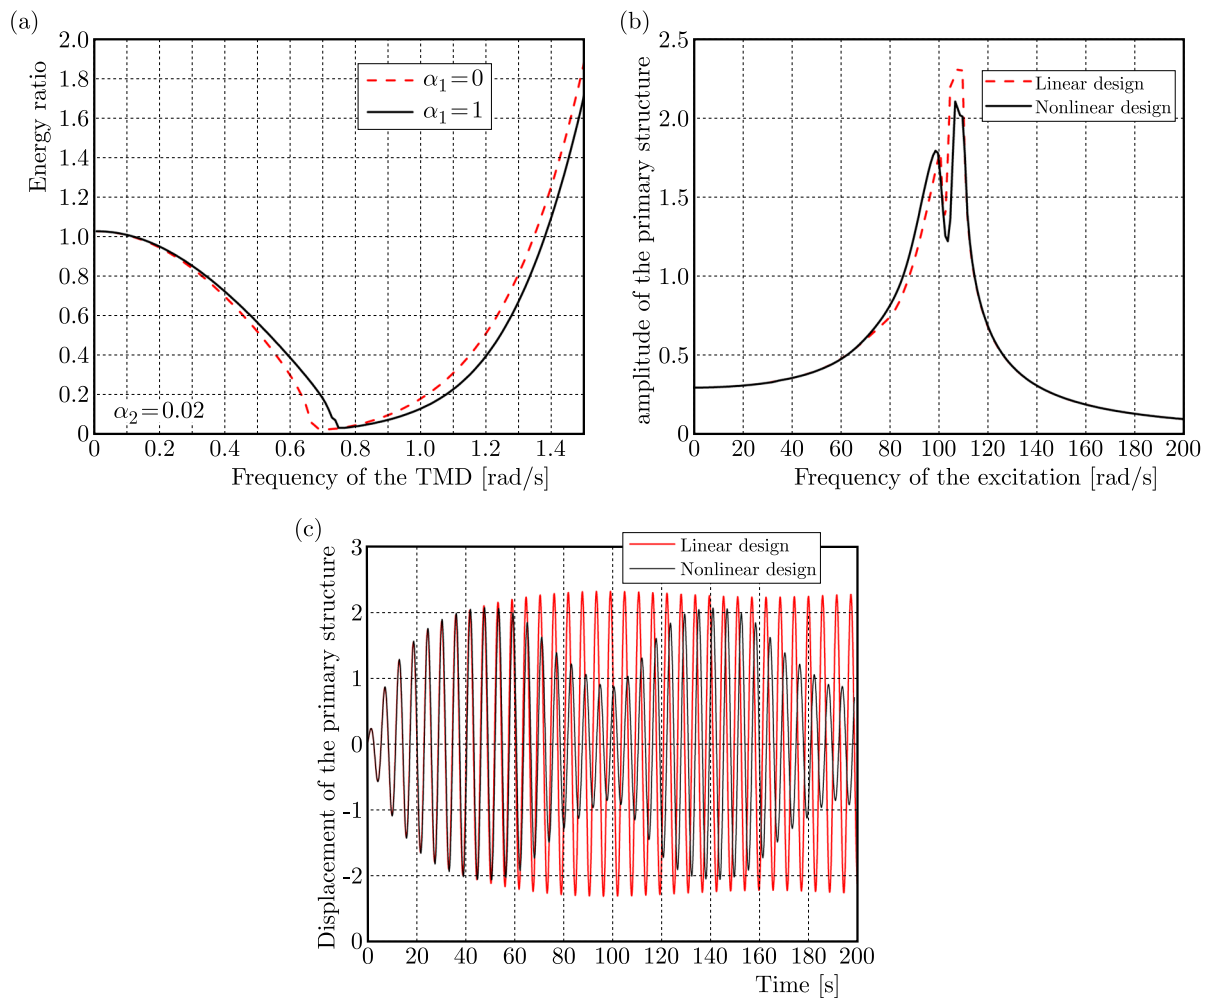 (a)
2.0
1.8
1.6
1.4
1.2
1.0
0.8
0.6
0.4
0.2
0
Energy ratio
α₁=0
α₁=1
α₂=0.02
0 0.2 0.4 0.6 0.8 1.0 1.2 1.4
Frequency of the TMD [rad/s]
(b)
2.5
2.0
1.5
1.0
0.5
0
amplitude of the primary structure
Linear design
Nonlinear design
0 20 40 60 80 100 120 140 160 180 200
Frequency of the excitation [rad/s]
(c)
3
2
1
0
-1
-2
0
Displacement of the primary structure
Linear design
Nonlinear design
0 20 40 60 80 100 120 140 160 180 200
Time [s]